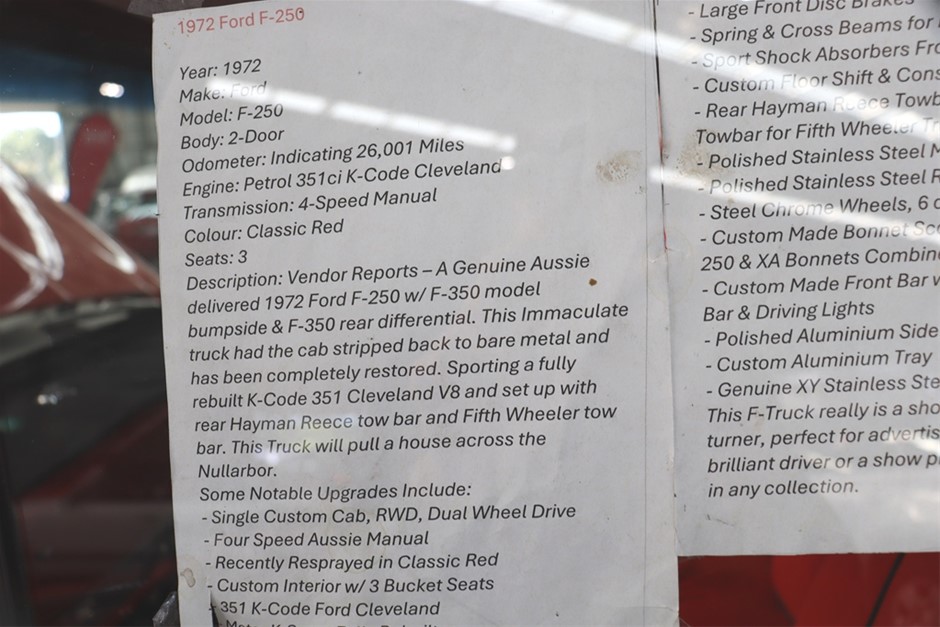 1972 Ford F-250
Year: 1972
Make: Ford
Model: F-250
Body: 2-Door
Odometer: Indicating 26,001 Miles
Engine: Petrol 351ci K-Code Cleveland
Transmission: 4-Speed Manual
Colour: Classic Red
Seats: 3
Description: Vendor Reports – A Genuine Aussie
delivered 1972 Ford F-250 w/ F-350 model
bumpside & F-350 rear differential. This Immaculate
truck had the cab stripped back to bare metal and
has been completely restored. Sporting a fully
rebuilt K-Code 351 Cleveland V8 and set up with
rear Hayman Reece tow bar and Fifth Wheeler tow
bar. This Truck will pull a house across the
Nullarbor.
Some Notable Upgrades Include:
- Single Custom Cab, RWD, Dual Wheel Drive
- Four Speed Aussie Manual
- Recently Resprayed in Classic Red
- Custom Interior w/ 3 Bucket Seats
- 351 K-Code Ford Cleveland
- Large Front Disc Brakes
- Spring & Cross Beams for
- Sport Shock Absorbers
- Custom Floor Shift &
- Rear Hayman Reece
Towbar for Fifth Wheeler
- Polished Stainless Steel
- Polished Stainless Steel
- Steel Chrome Wheels, 6
- Custom Made Bonnet
250 & XA Bonnets
- Custom Made Front Bar
Bar & Driving Lights
- Polished Aluminium Side
- Custom Aluminium Tray
- Genuine XY Stainless
This F-Truck really is a
turner, perfect for
brilliant driver or a show
in any collection.